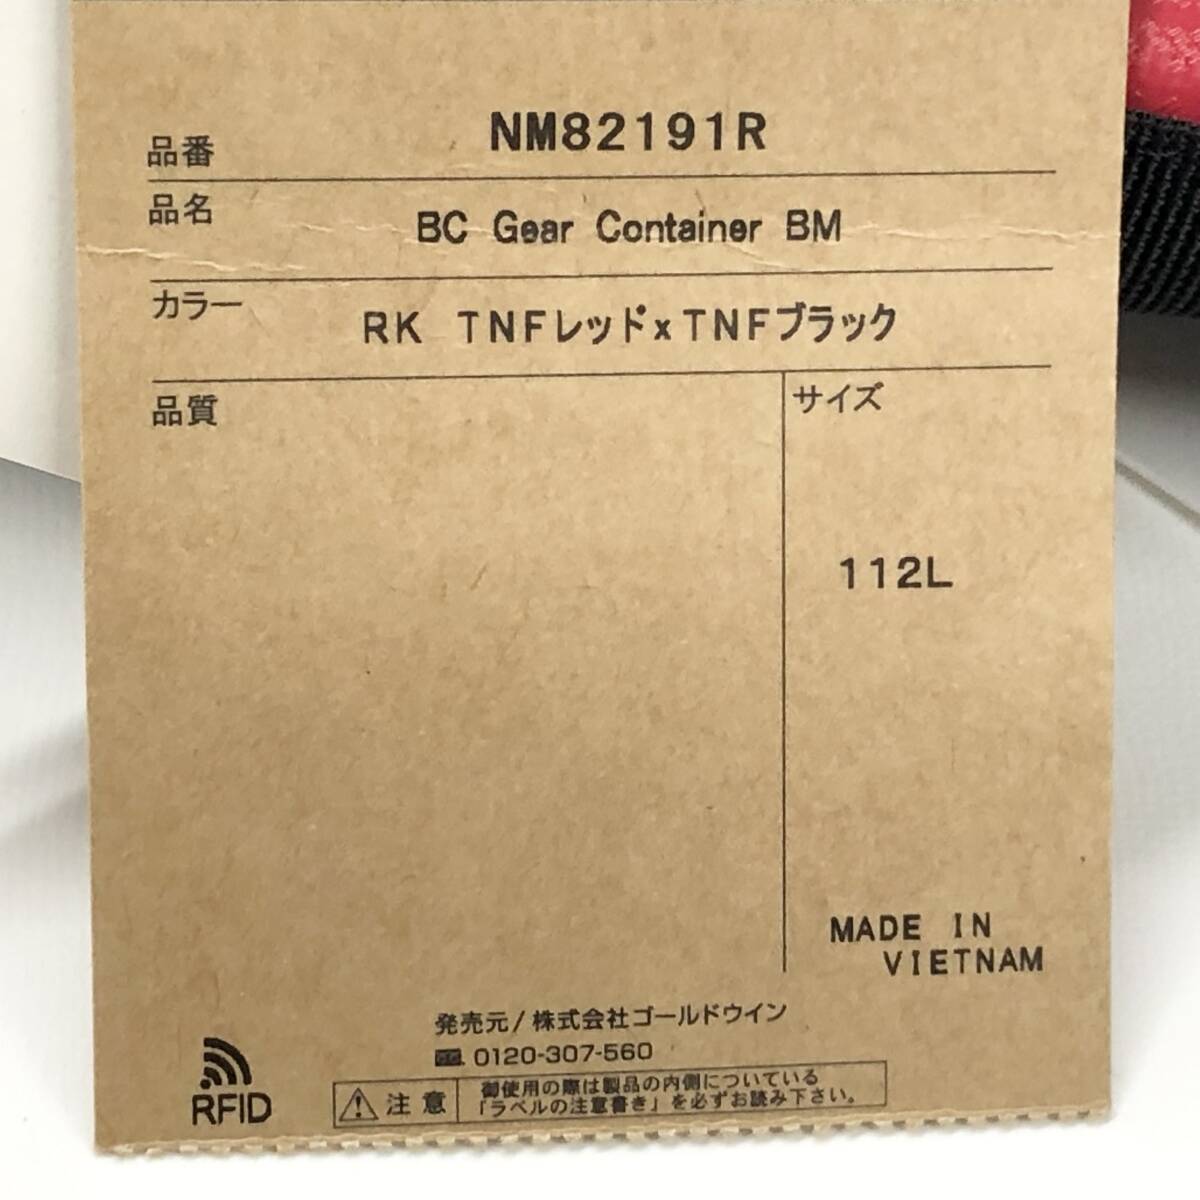 品番 NM82191R
品名 BC Gear Container BM
カラー RK TNFレッドxTNFブラック
品質
サイズ
112L
MADE IN
VIETNAM
発売元/株式会社ゴールドウイン
0120-307-560
RFID
注意
御使用の際は製品の内側についている
「ラベルの注意書き」を必ずお読み下さい。